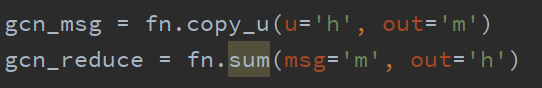 gcn_msg = fn.copy_u(u='h', out='m')
gcn_reduce = fn.sum(msg='m', out='h')